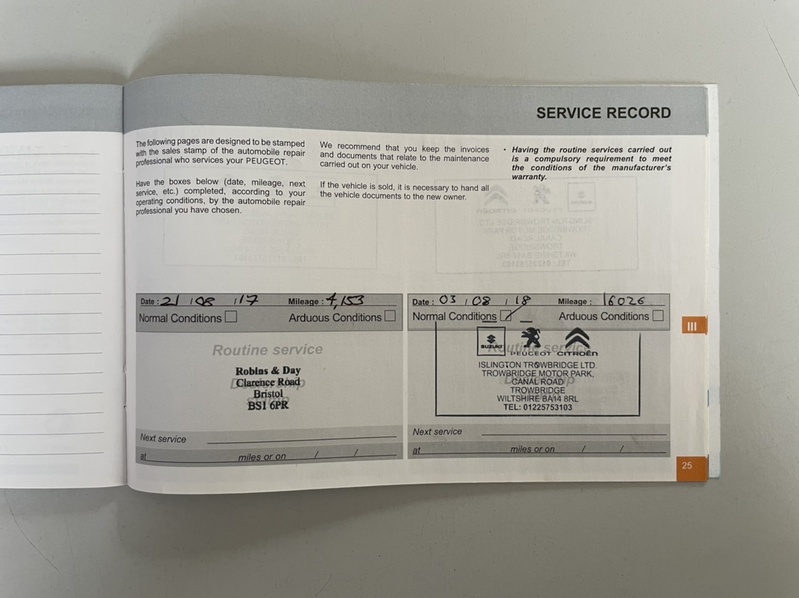 SERVICE RECORD
The following pages are designed to be stamped
with the sales stamp of the automobile repair
professional who services your PEUGEOT.
Have the boxes below (date, mileage, next
service, etc.) completed, according to your
operating conditions, by the automobile repair
professional you have chosen.
We recommend that you keep the invoices
and documents that relate to the maintenance
carried out on your vehicle.
If the vehicle is sold, it is necessary to hand all
the vehicle documents to the new owner.
• Having the routine services carried out
is a compulsory requirement to meet
the conditions of the manufacturer's
warranty.
Date : 21 / 08 / 17 Mileage : 4,153
Normal Conditions Arduous Conditions
Routine service
Robins & Day
Clarence Road
Bristol
BS1 6PR
Next service
at miles or on / /
Date : 03 / 08 / 18 Mileage : 16026
Normal Conditions Arduous Conditions
Routine service
SUZUKI PEUGEOT CITROËN
ISLINGTON TROWBRIDGE LTD
TROWBRIDGE MOTOR PARK,
CANAL ROAD
TROWBRIDGE
WILTSHIRE BA14 8RL
TEL: 01225753103
Next service
at miles or on / /
III
25